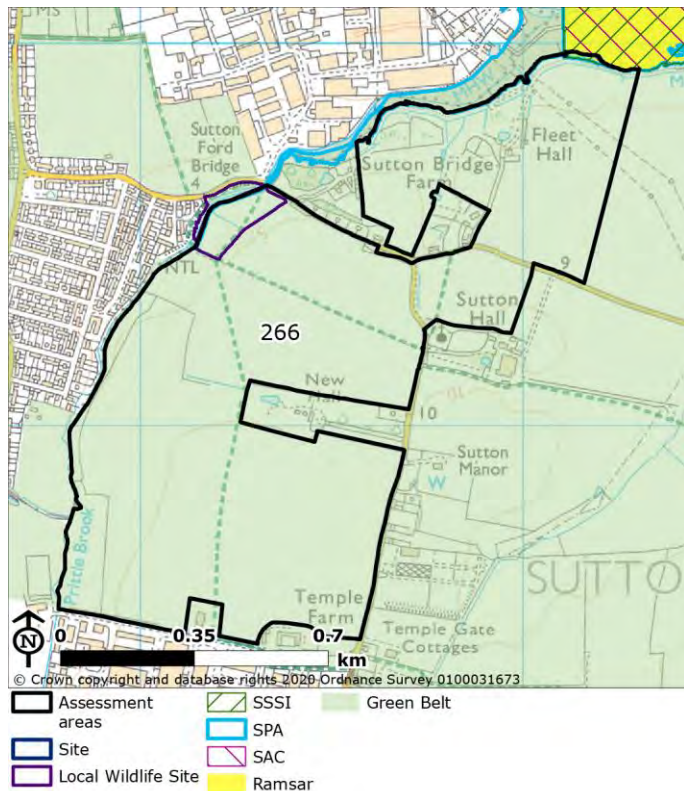 MS
Sutton
Ford
Bridge
4
Fleet
Hall
Sutton Bridge
Farm
NTL
9
266
Sutton
Hall
New
Hall
10
Sutton
Manor
W
Prittle Brook
SUTTO
Temple
Farm
Temple Gate
Cottages
N
0 0.35 0.7
km
© Crown copyright and database rights 2020 Ordnance Survey 0100031673
Assessment
areas
Site
Local Wildlife Site
SSSI
SPA
SAC
Ramsar
Green Belt